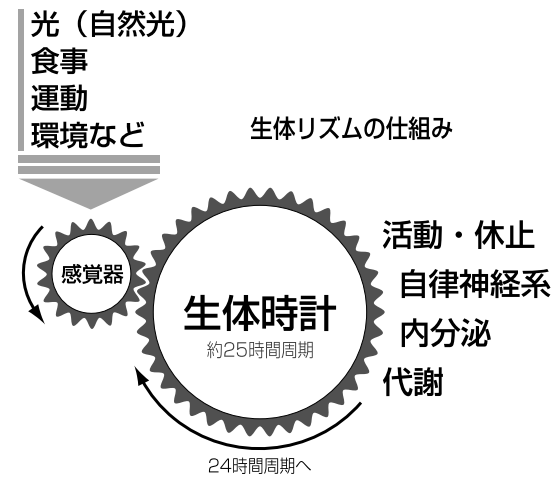 光（自然光）
食事
運動
環境など
生体リズムの仕組み
感覚器
生体時計
約25時間周期
活動・休止
自律神経系
内分泌
代謝
24時間周期へ